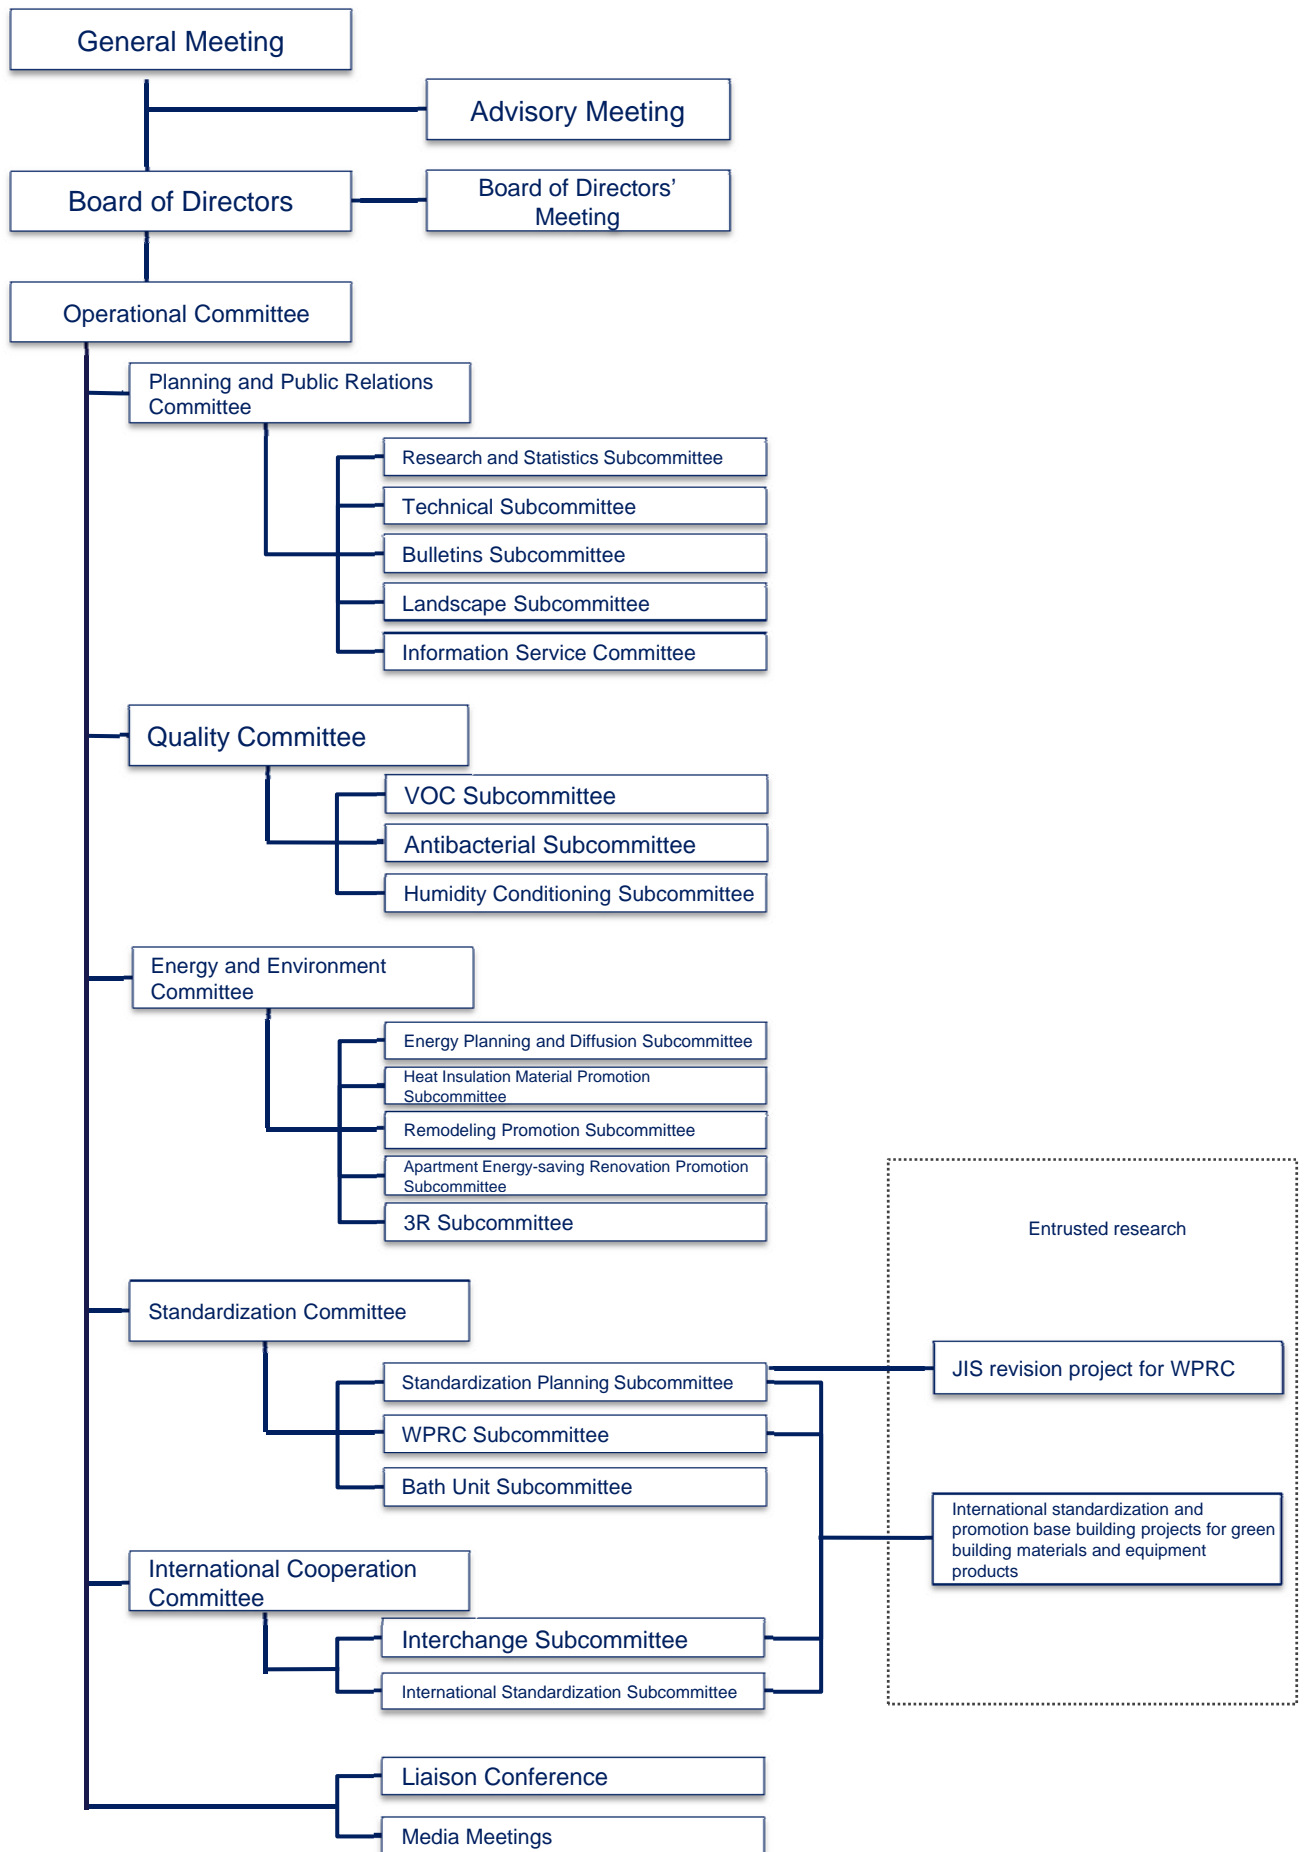 General Meeting
Advisory Meeting
Board of Directors
Board of Directors’
Meeting
Operational Committee
Planning and Public Relations
Committee
Research and Statistics Subcommittee
Technical Subcommittee
Bulletins Subcommittee
Landscape Subcommittee
Information Service Committee
Quality Committee
VOC Subcommittee
Antibacterial Subcommittee
Humidity Conditioning Subcommittee
Energy and Environment
Committee
Energy Planning and Diffusion Subcommittee
Heat Insulation Material Promotion
Subcommittee
Remodeling Promotion Subcommittee
Apartment Energy-saving Renovation Promotion
Subcommittee
3R Subcommittee
Entrusted research
Standardization Committee
Standardization Planning Subcommittee
WPRC Subcommittee
Bath Unit Subcommittee
JIS revision project for WPRC
International standardization and
promotion base building projects for green
building materials and equipment
products
International Cooperation
Committee
Interchange Subcommittee
International Standardization Subcommittee
Liaison Conference
Media Meetings